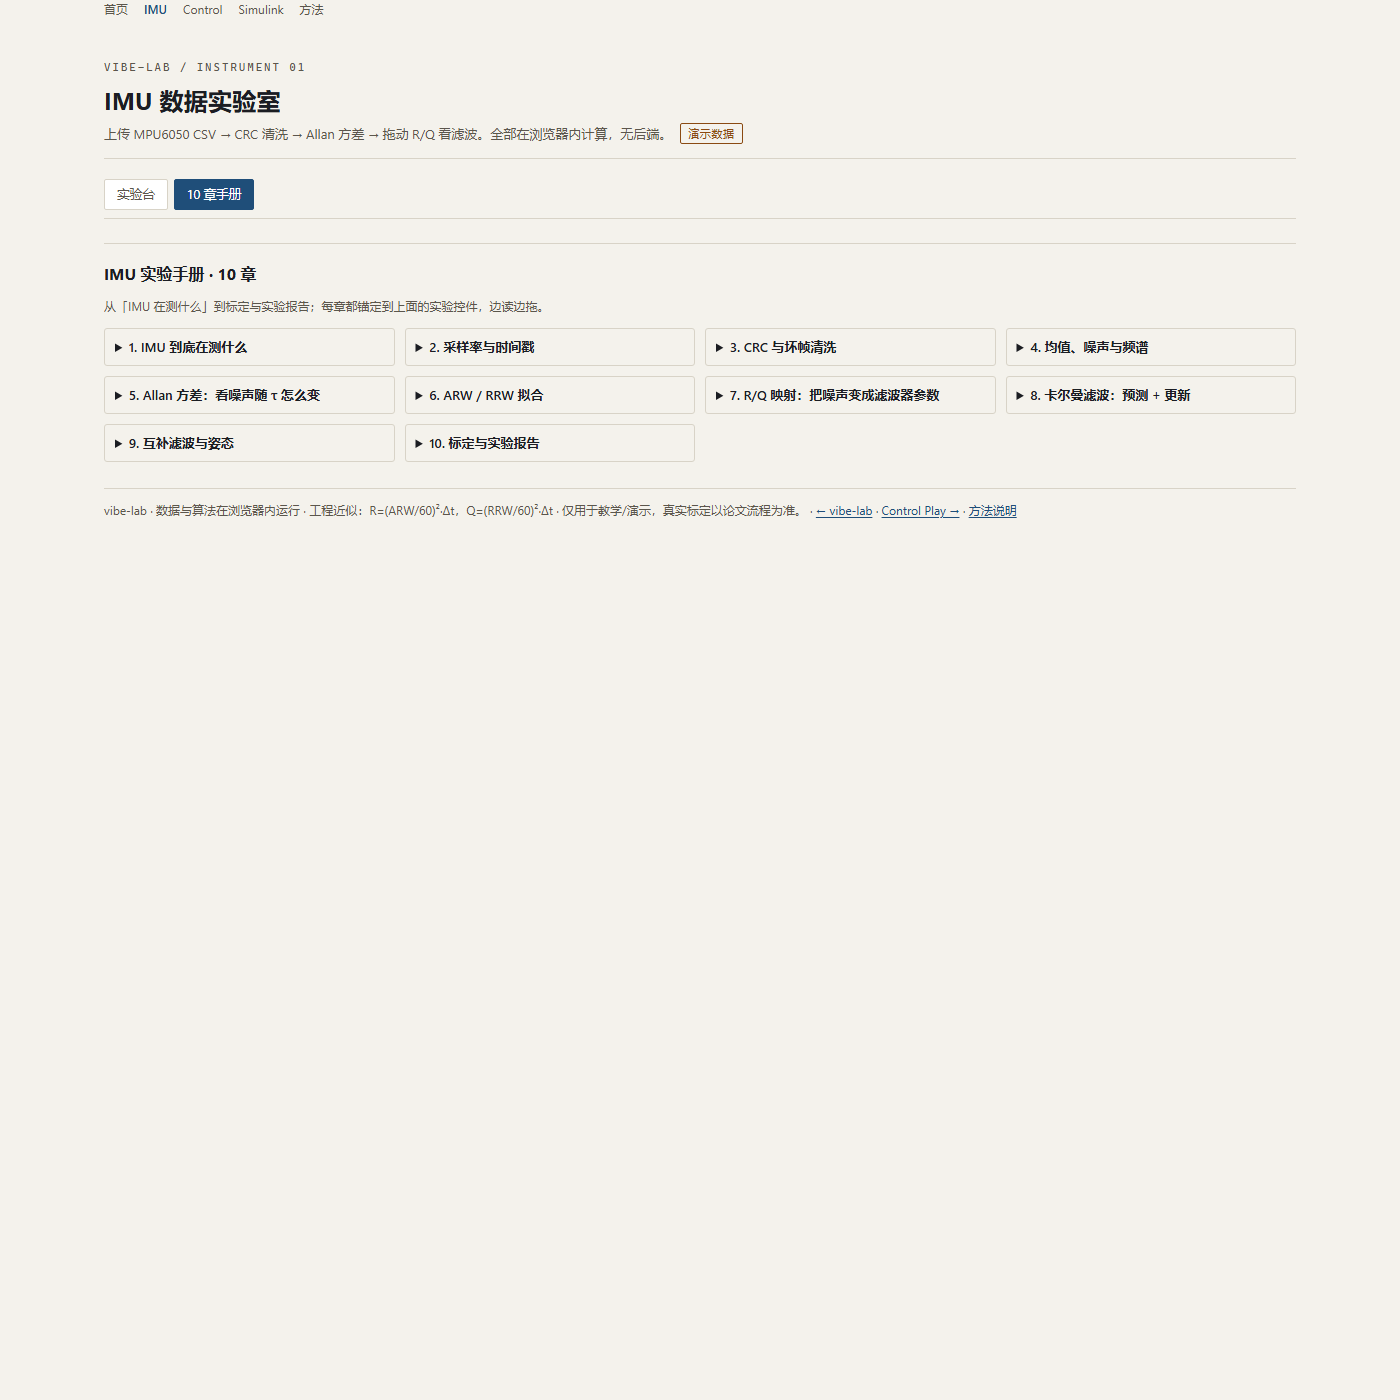 首页 IMU Control Simulink 方法
VIBE-LAB / INSTRUMENT 01
IMU 数据实验室
上传 MPU6050 CSV → CRC 清洗 → Allan 方差 → 拖动 R/Q 看滤波。全部在浏览器内计算，无后端。 演示数据
实验台 10 章手册
IMU 实验手册 · 10 章
从「IMU 在测什么」到标定与实验报告；每章都锚定到上面的实验控件，边读边拖。
▶ 1. IMU 到底在测什么 ▶ 2. 采样率与时间戳 ▶ 3. CRC 与坏帧清洗 ▶ 4. 均值、噪声与频谱
▶ 5. Allan 方差：看噪声随 τ 怎么变 ▶ 6. ARW / RRW 拟合 ▶ 7. R/Q 映射：把噪声变成滤波器参数 ▶ 8. 卡尔曼滤波：预测 + 更新
▶ 9. 互补滤波与姿态 ▶ 10. 标定与实验报告
vibe-lab · 数据与算法在浏览器内运行 · 工程近似：R=(ARW/60)²·Δt，Q=(RRW/60)²·Δt · 仅用于教学/演示，真实标定以论文流程为准。 · ← vibe-lab · Control Play → · 方法说明